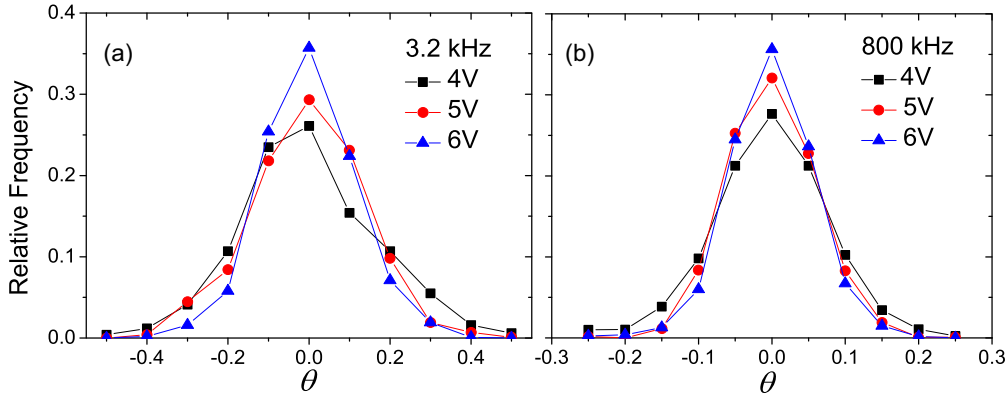 Relative Frequency
0.4
0.3
0.2
0.1
0.0
(a)
3.2 kHz
4V
5V
6V
-0.4 -0.2 0.0 0.2 0.4
θ
(b)
800 kHz
4V
5V
6V
-0.3 -0.2 -0.1 0.0 0.1 0.2 0.3
θ